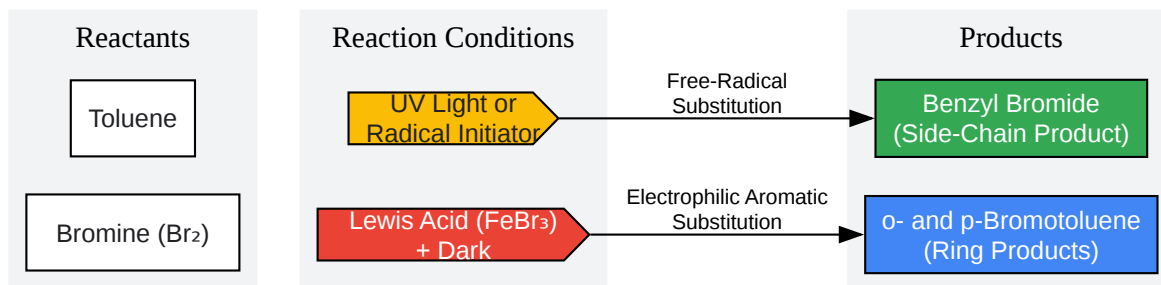 Reactants
Reaction Conditions
Products
Toluene
UV Light or
Radical Initiator
Free-Radical
Substitution
Benzyl Bromide
(Side-Chain Product)
Bromine (Br₂)
Lewis Acid (FeBr₃)
+ Dark
Electrophilic Aromatic
Substitution
o- and p-Bromotoluene
(Ring Products)